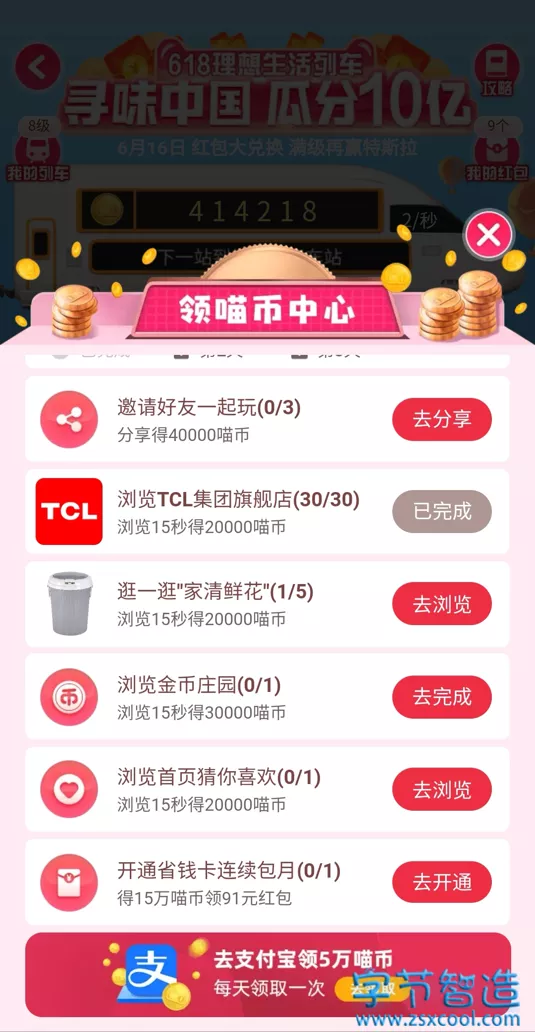 618理想生活列车
攻略
寻味中国 瓜分10亿
8级
9个
6月16日 红包大兑换 满级再赢特斯拉
我的列车
我的红包
414218
2/秒
下一站到
车站
领喵币中心
邀请好友一起玩(0/3)
分享得40000喵币
去分享
TCL
浏览TCL集团旗舰店(30/30)
浏览15秒得20000喵币
已完成
逛一逛"家清鲜花"(1/5)
浏览15秒得20000喵币
去浏览
币
浏览金币庄园(0/1)
浏览15秒得30000喵币
去完成
浏览首页猜你喜欢(0/1)
浏览15秒得20000喵币
去浏览
开通省钱卡连续包月(0/1)
得15万喵币领91元红包
去开通
支
去支付宝领5万喵币
每天领取一次
字节智造
www.zsxcool.com